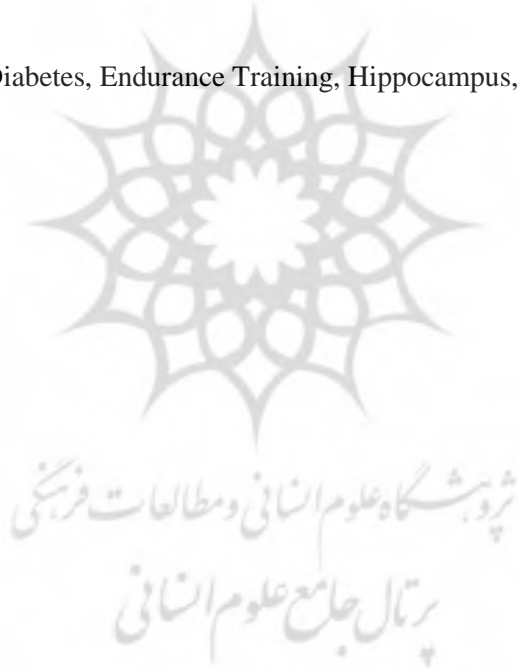 Diabetes, Endurance Training, Hippocampus,
پژوهشگاه علوم انسانی و مطالعات فرهنگی
پرتال جامع علوم انسانی